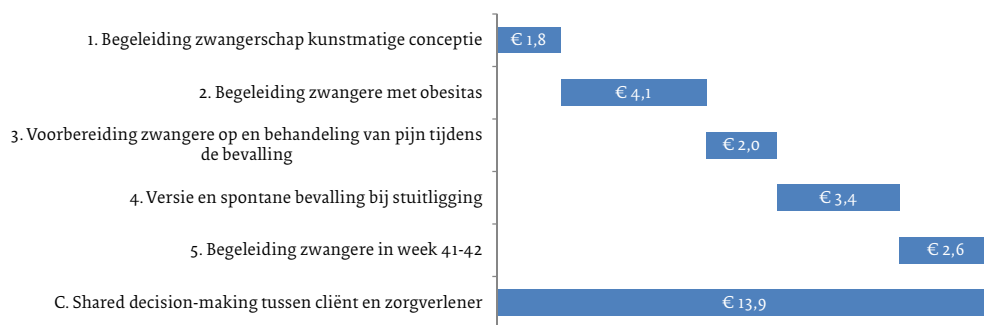 1. Begeleiding zwangerschap kunstmatige conceptie
€ 1,8
2. Begeleiding zwangere met obesitas
€ 4,1
3. Voorbereiding zwangere op en behandeling van pijn tijdens
de bevalling
€ 2,0
4. Versie en spontane bevalling bij stuitligging
€ 3,4
5. Begeleiding zwangere in week 41-42
€ 2,6
C. Shared decision-making tussen cliënt en zorgverlener
€ 13,9